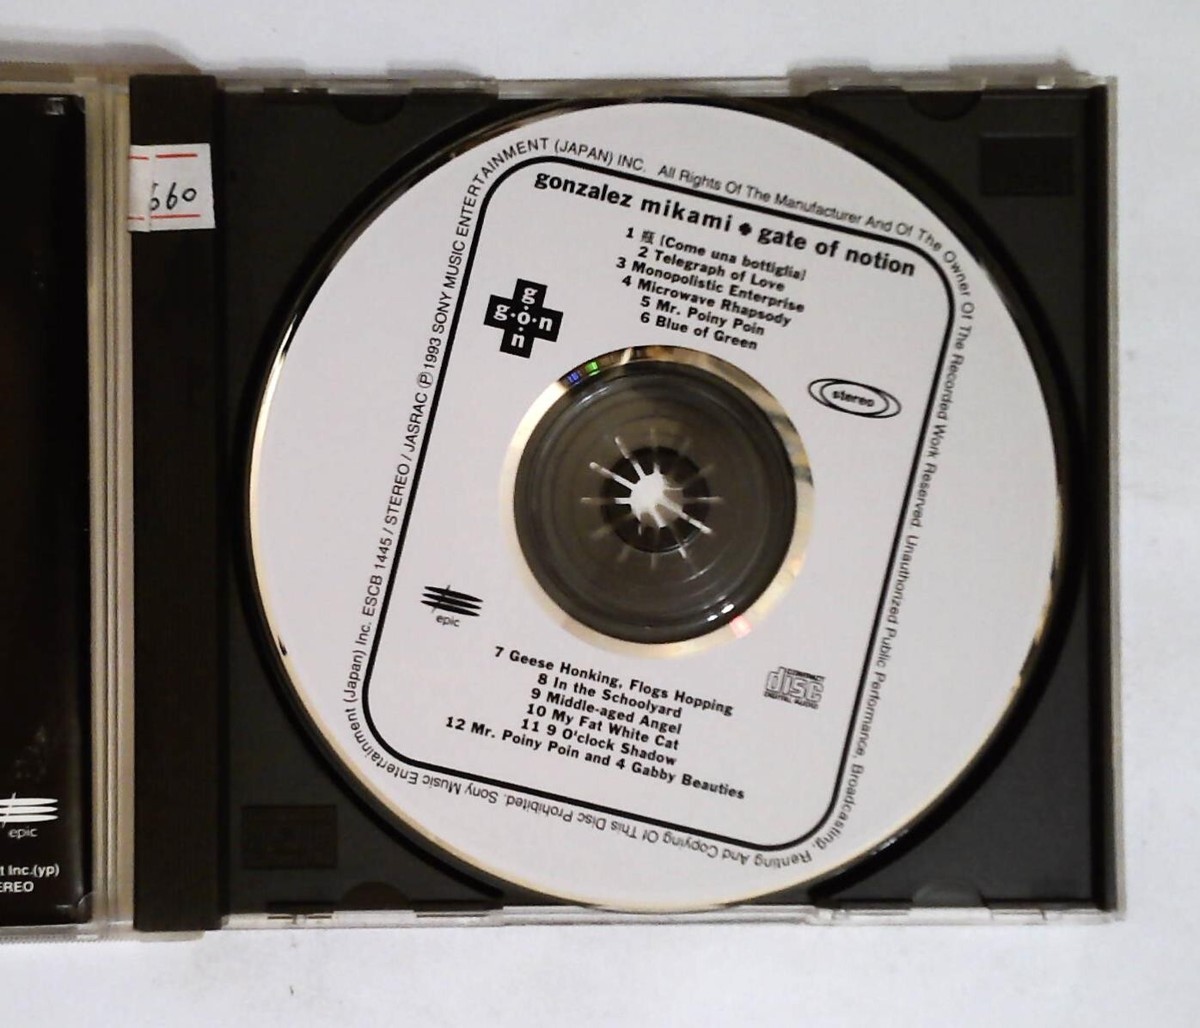 660
gonzalez mikami ◆ gate of notion
1 瓶 (Come una bottiglia)
2 Telegraph of Love
3 Monopolistic Enterprise
4 Microwave Rhapsody
5 Mr. Poiny Poin
6 Blue of Green
g
g·o·n
n
stereo
epic
COMPACT
disc
DIGITAL AUDIO
7 Geese Honking, Flogs Hopping
8 In the Schoolyard
9 Middle-aged Angel
10 My Fat White Cat
11 9 O'clock Shadow
12 Mr. Poiny Poin and 4 Gabby Beauties
Sony Music Entertainment (Japan) Inc. ESCB 1445 / STEREO / JASRAC Ⓟ 1993 SONY MUSIC ENTERTAINMENT (JAPAN) INC. All Rights Of The Manufacturer And Of The Owner Of The Recorded Work Reserved. Unauthorized Public Performance, Broadcasting, Renting And Copying Of This Disc Prohibited.
epic
t Inc.(yp)
EREO